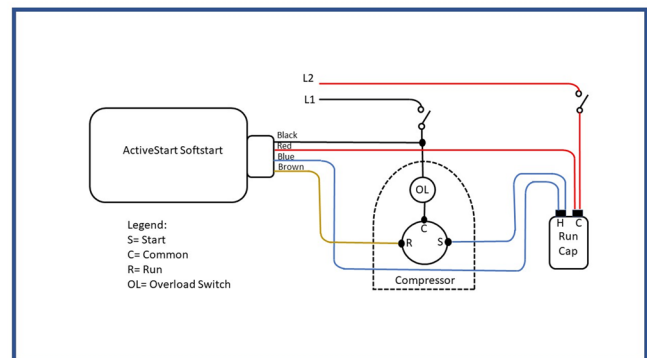 L2
L1
Black
Red
Blue
Brown
ActiveStart Softstart
OL
C
R
S
H C
Run
Cap
Compressor
Legend:
S= Start
C= Common
R= Run
OL= Overload Switch